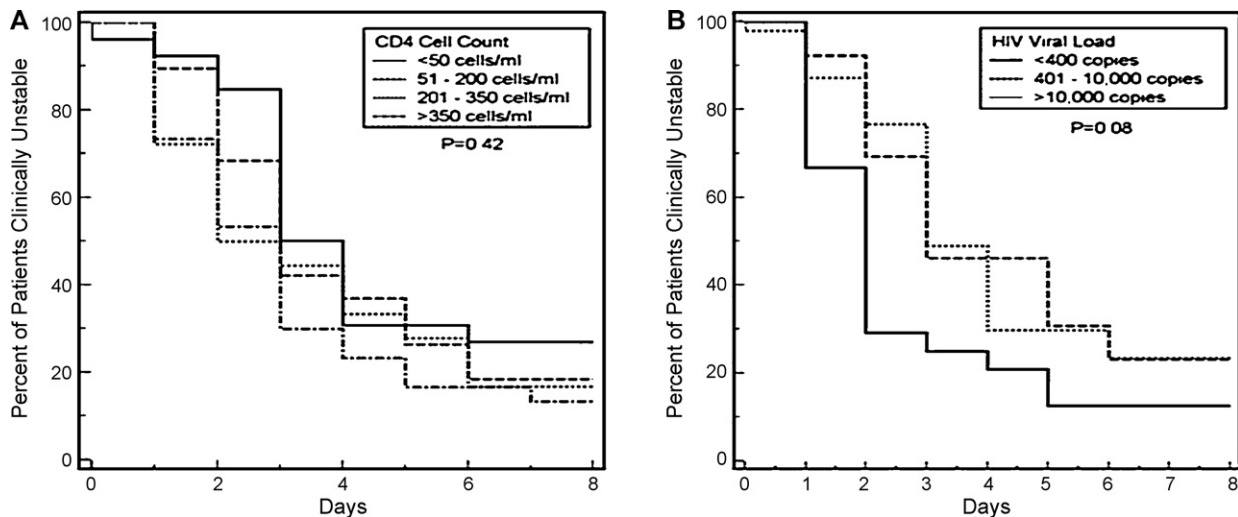 A
Percent of Patients Clinically Unstable
100
80
60
40
20
0
0 2 4 6 8
Days
CD4 Cell Count
<50 cells/ml
51 - 200 cells/ml
201 - 350 cells/ml
>350 cells/ml
P=0 42
B
Percent of Patients Clinically Unstable
100
80
60
40
20
0
0 1 2 3 4 5 6 7 8
Days
HIV Viral Load
<400 copies
401 - 10,000 copies
>10,000 copies
P=0 08